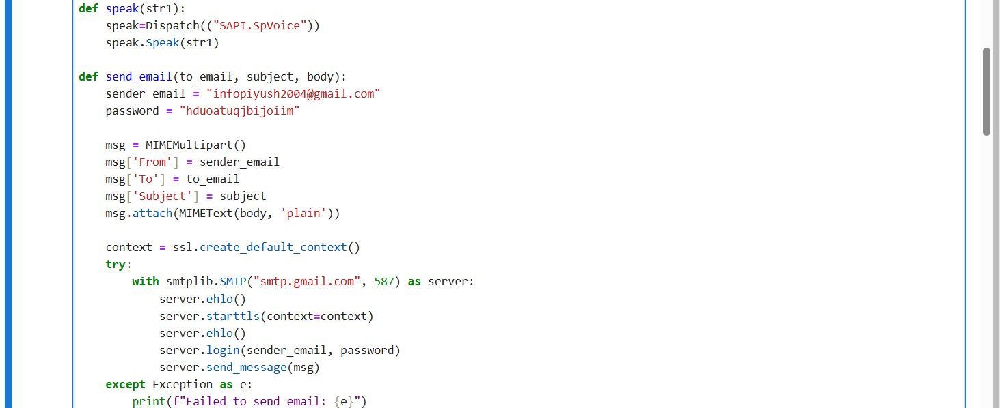 def speak(str1):
    speak=Dispatch(("SAPI.SpVoice"))
    speak.Speak(str1)

def send_email(to_email, subject, body):
    sender_email = "infopiyush2004@gmail.com"
    password = "hduoatuqjbijoiim"

    msg = MIMEMultipart()
    msg['From'] = sender_email
    msg['To'] = to_email
    msg['Subject'] = subject
    msg.attach(MIMEText(body, 'plain'))

    context = ssl.create_default_context()
    try:
        with smtplib.SMTP("smtp.gmail.com", 587) as server:
            server.ehlo()
            server.starttls(context=context)
            server.ehlo()
            server.login(sender_email, password)
            server.send_message(msg)
    except Exception as e:
        print(f"Failed to send email: {e}")